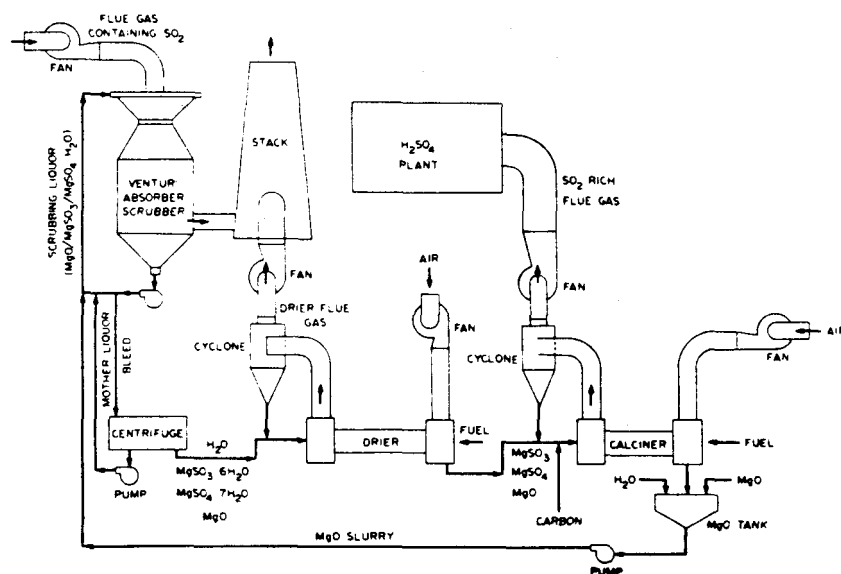 FLUE GAS
CONTAINING SO2
FAN
SCRUBBING LIQUOR
(MgO/MgSO3/MgSO4 H2O)
VENTUR
ABSORBER
SCRUBBER
STACK
H2SO4
PLANT
SO2 RICH
FLUE GAS
FAN
DRIER FLUE
GAS
AIR
FAN
FAN
CYCLONE
CYCLONE
AIR
FAN
MOTHER LIQUOR
BLEED
CENTRIFUGE
PUMP
H2O
MgSO3 6H2O
MgSO4 7H2O
MgO
DRIER
FUEL
MgSO3
MgSO4
MgO
CARBON
CALCINER
FUEL
H2O
MgO
MgO TANK
MgO SLURRY
PUMP